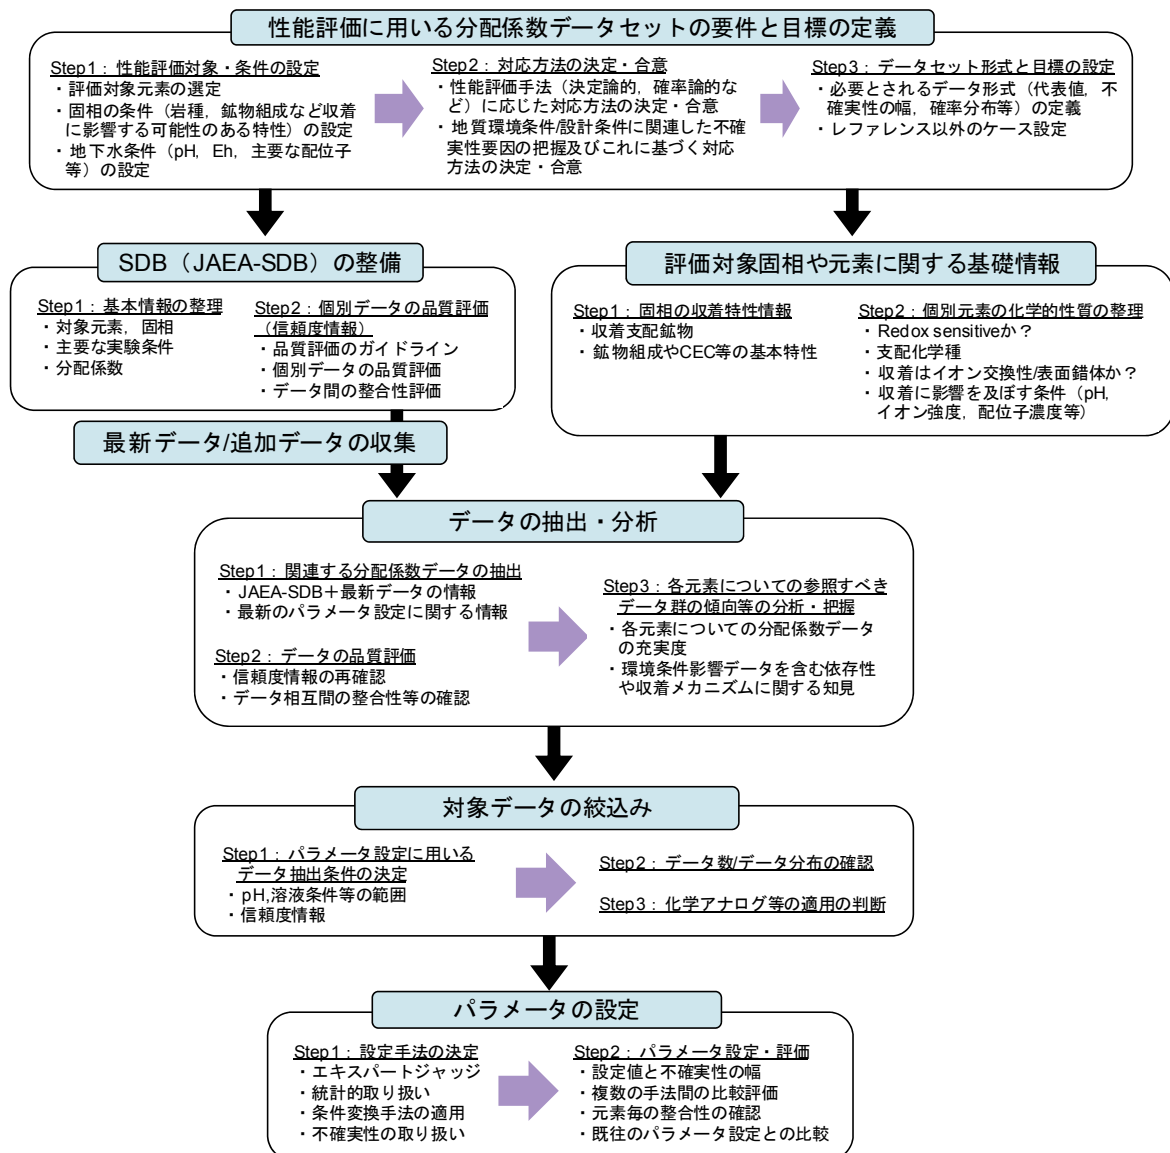 性能評価に用いる分配係数データセットの要件と目標の定義
Step1：性能評価対象・条件の設定
・評価対象元素の選定
・固相の条件（岩種，鉱物組成など収着
に影響する可能性のある特性）の設定
・地下水条件（pH，Eh，主要な配位子
等）の設定
Step2：対応方法の決定・合意
・性能評価手法（決定論的，確率論的な
ど）に応じた対応方法の決定・合意
・地質環境条件/設計条件に関連した不確
実性要因の把握及びこれに基づく対応
方法の決定・合意
Step3：データセット形式と目標の設定
・必要とされるデータ形式（代表値，不
確実性の幅，確率分布等）の定義
・レファレンス以外のケース設定
SDB（JAEA-SDB）の整備
Step1：基本情報の整理
・対象元素，固相
・主要な実験条件
・分配係数
Step2：個別データの品質評価
（信頼度情報）
・品質評価のガイドライン
・個別データの品質評価
・データ間の整合性評価
最新データ/追加データの収集
評価対象固相や元素に関する基礎情報
Step1：固相の収着特性情報
・収着支配鉱物
・鉱物組成やCEC等の基本特性
Step2：個別元素の化学的性質の整理
・Redox sensitiveか？
・支配化学種
・収着はイオン交換性/表面錯体か？
・収着に影響を及ぼす条件（pH,
イオン強度，配位子濃度等）
データの抽出・分析
Step1：関連する分配係数データの抽出
・JAEA-SDB＋最新データの情報
・最新のパラメータ設定に関する情報
Step2：データの品質評価
・信頼度情報の再確認
・データ相互間の整合性等の確認
Step3：各元素についての参照すべき
データ群の傾向等の分析・把握
・各元素についての分配係数データ
の充実度
・環境条件影響データを含む依存性
や収着メカニズムに関する知見
対象データの絞込み
Step1：パラメータ設定に用いる
データ抽出条件の決定
・pH,溶液条件等の範囲
・信頼度情報
Step2：データ数/データ分布の確認
Step3：化学アナログ等の適用の判断
パラメータの設定
Step1：設定手法の決定
・エキスパートジャッジ
・統計的取り扱い
・条件変換手法の適用
・不確実性の取り扱い
Step2：パラメータ設定・評価
・設定値と不確実性の幅
・複数の手法間の比較評価
・元素毎の整合性の確認
・既往のパラメータ設定との比較